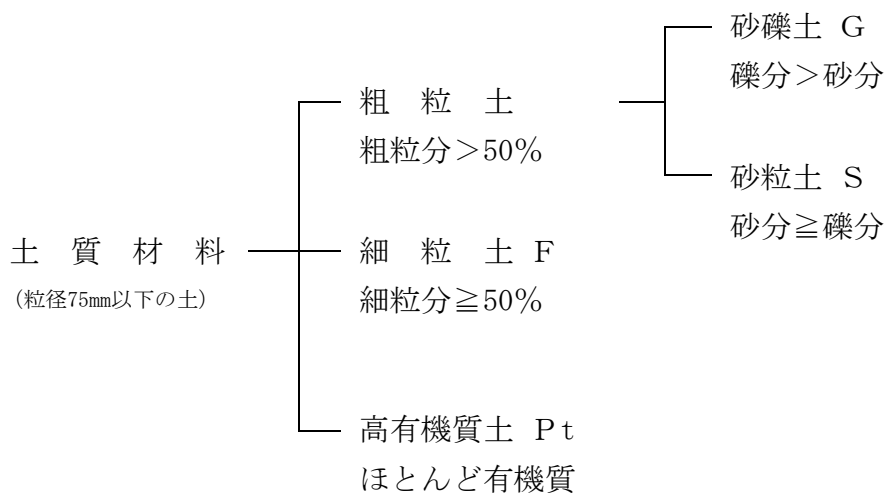 土質材料
(粒径75mm以下の土)
粗粒土
粗粒分＞50％
砂礫土 G
礫分＞砂分
砂粒土 S
砂分≧礫分
細粒土 F
細粒分≧50％
高有機質土 Pt
ほとんど有機質